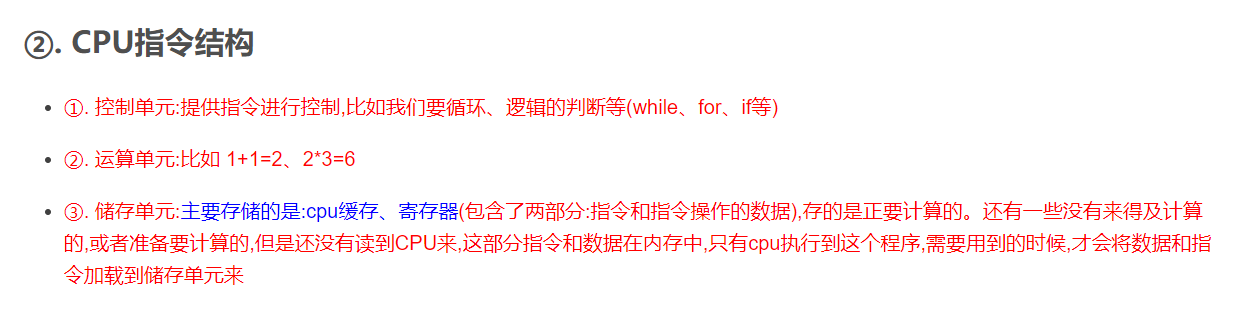 ②. CPU指令结构
①. 控制单元:提供指令进行控制,比如我们要循环、逻辑的判断等(while、for、if等)
②. 运算单元:比如 1+1=2、2*3=6
③. 储存单元:主要存储的是:cpu缓存、寄存器(包含了两部分:指令和指令操作的数据),存的是正要计算的。还有一些没有来得及计算
的,或者准备要计算的,但是还没有读到CPU来,这部分指令和数据在内存中,只有cpu执行到这个程序,需要用到的时候,才会将数据和指
令加载到储存单元来